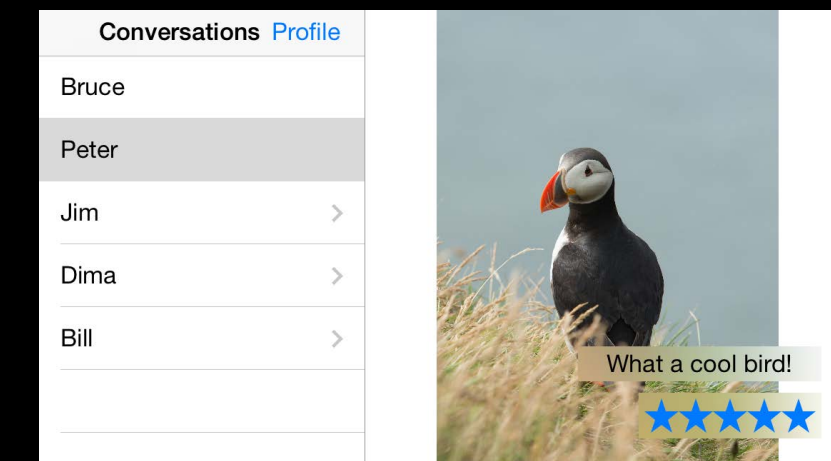 Conversations Profile
Bruce
Peter
Jim
Dima
Bill
What a cool bird!